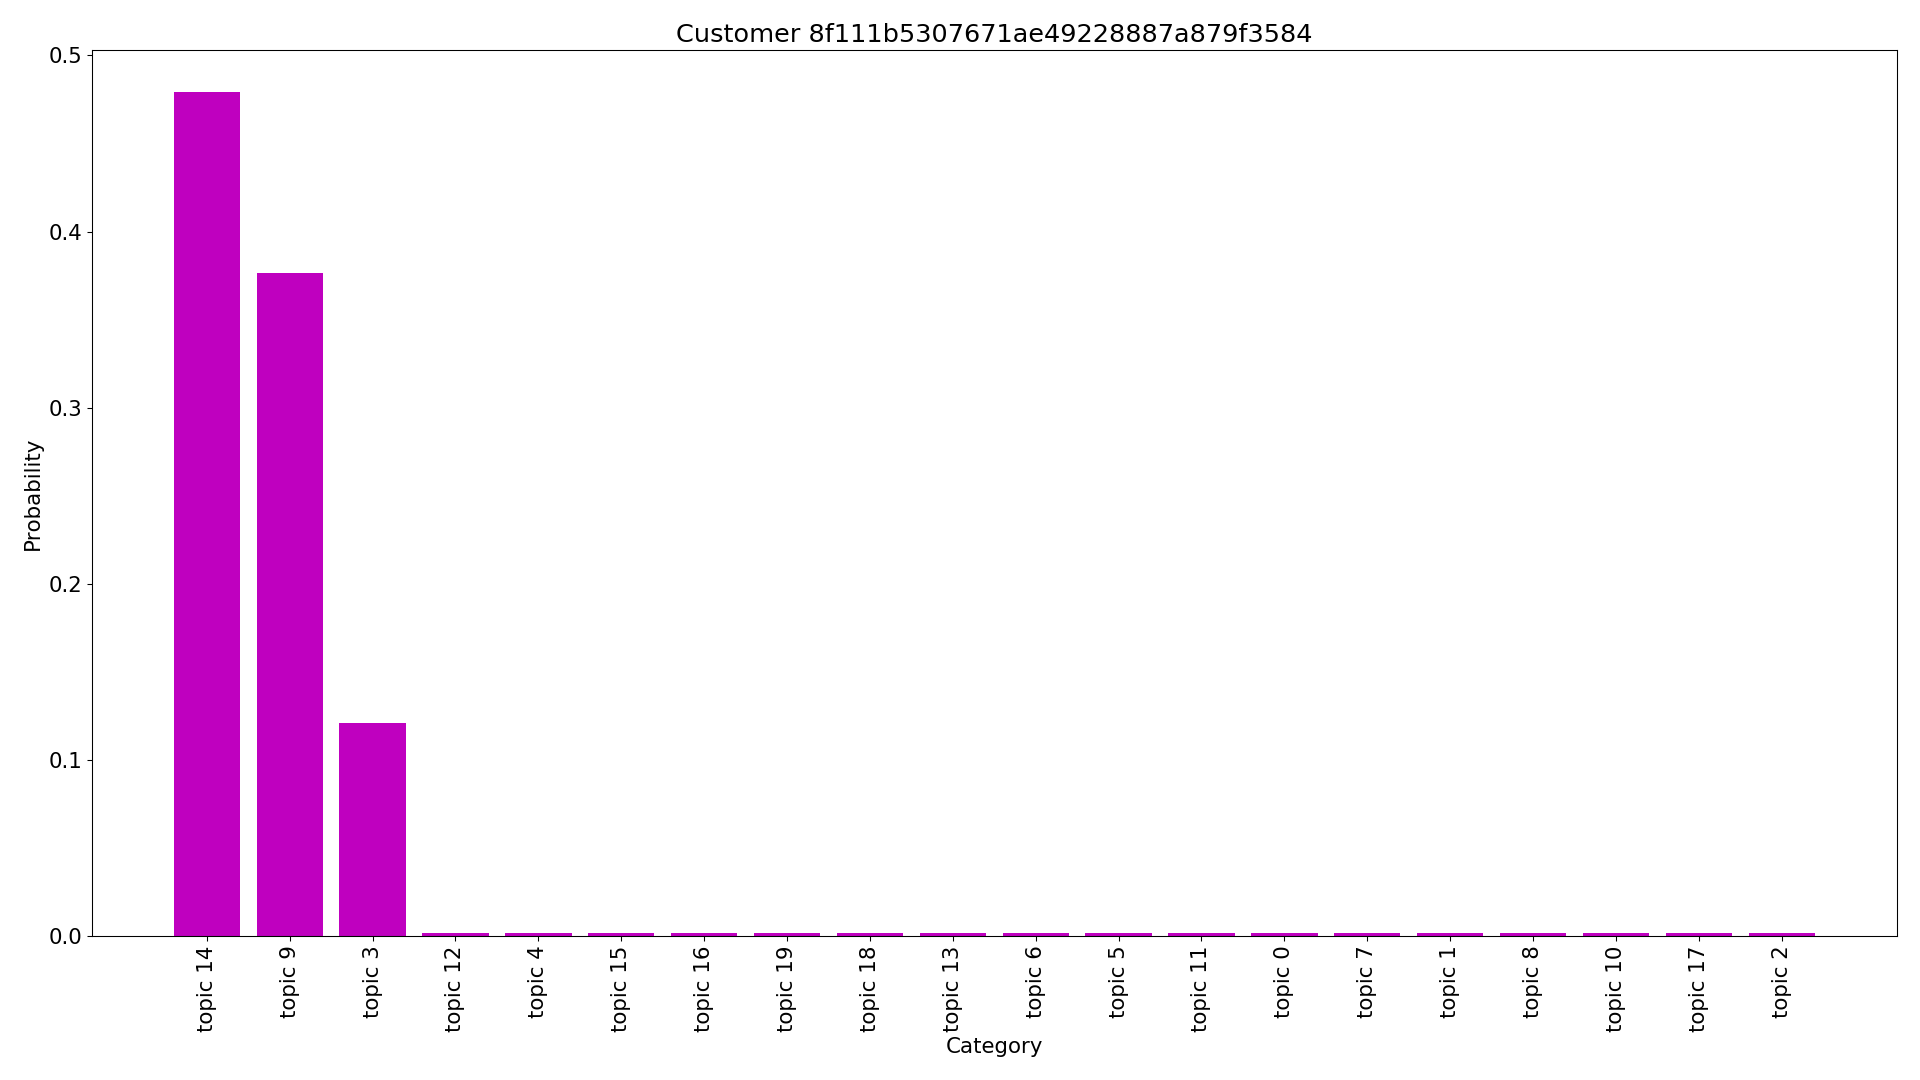 Customer 8f111b5307671ae49228887a879f3584
0.5
0.4
0.3
0.2
0.1
0.0
Probability
topic 14
topic 9
topic 3
topic 12
topic 4
topic 15
topic 16
topic 19
topic 18
topic 13
topic 6
topic 5
topic 11
topic 0
topic 7
topic 1
topic 8
topic 10
topic 17
topic 2
Category